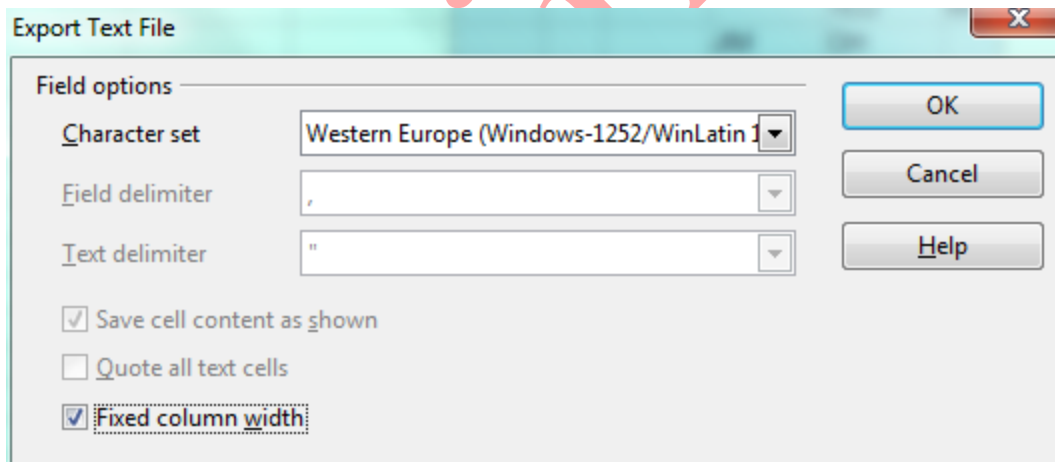 Export Text File
Field options
OK
Character set
Western Europe (Windows-1252/WinLatin 1
Cancel
Field delimiter
,
Text delimiter
"
Help
Save cell content as shown
Quote all text cells
Fixed column width